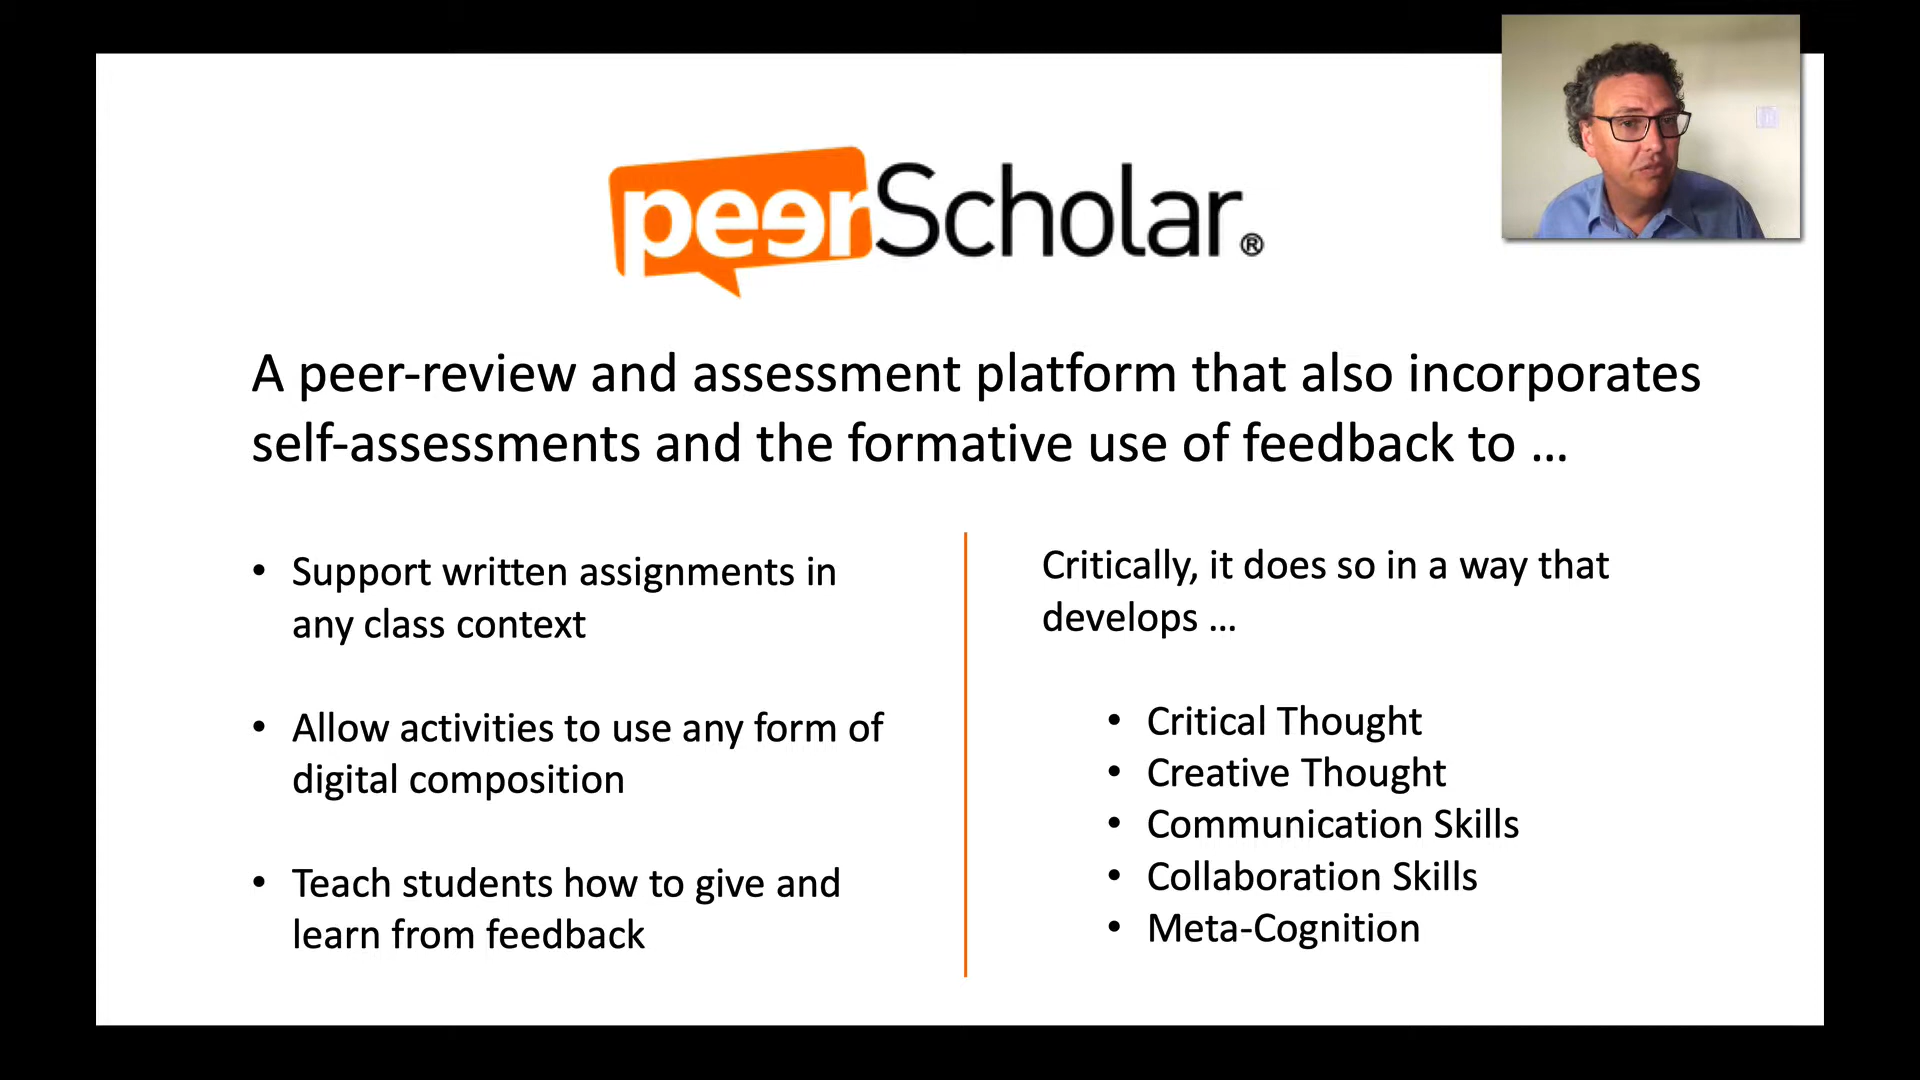 peerScholar®
A peer-review and assessment platform that also incorporates
self-assessments and the formative use of feedback to ...
• Support written assignments in
any class context
• Allow activities to use any form of
digital composition
• Teach students how to give and
learn from feedback
Critically, it does so in a way that
develops ...
• Critical Thought
• Creative Thought
• Communication Skills
• Collaboration Skills
• Meta-Cognition